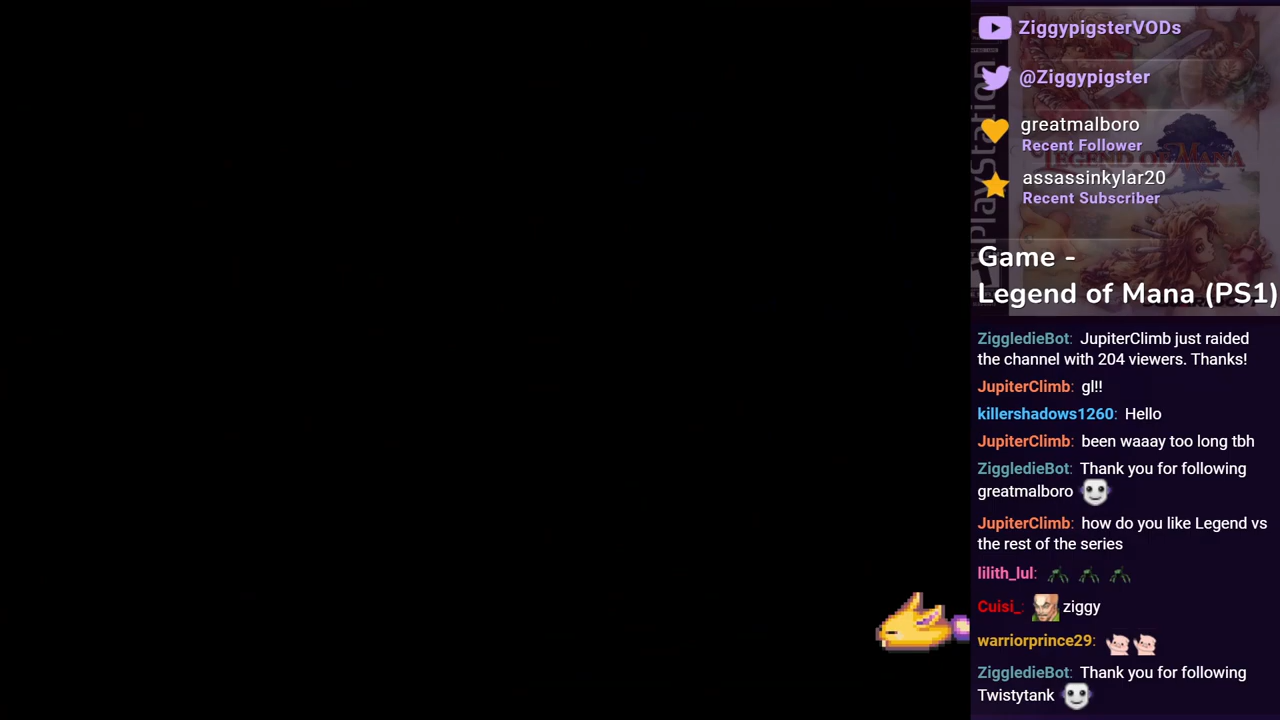 ZiggypigsterVODs
@Ziggypigster
greatmalboro
Recent Follower
assassinkylar20
Recent Subscriber
PlayStation
LEGEND OF MANA
Game -
Legend of Mana (PS1)
ZiggledieBot: JupiterClimb just raided
the channel with 204 viewers. Thanks!
JupiterClimb: gl!!
killershadows1260: Hello
JupiterClimb: been waaay too long tbh
ZiggledieBot: Thank you for following
greatmalboro
JupiterClimb: how do you like Legend vs
the rest of the series
lilith_lul:
Cuisi_: ziggy
warriorprince29:
ZiggledieBot: Thank you for following
Twistytank